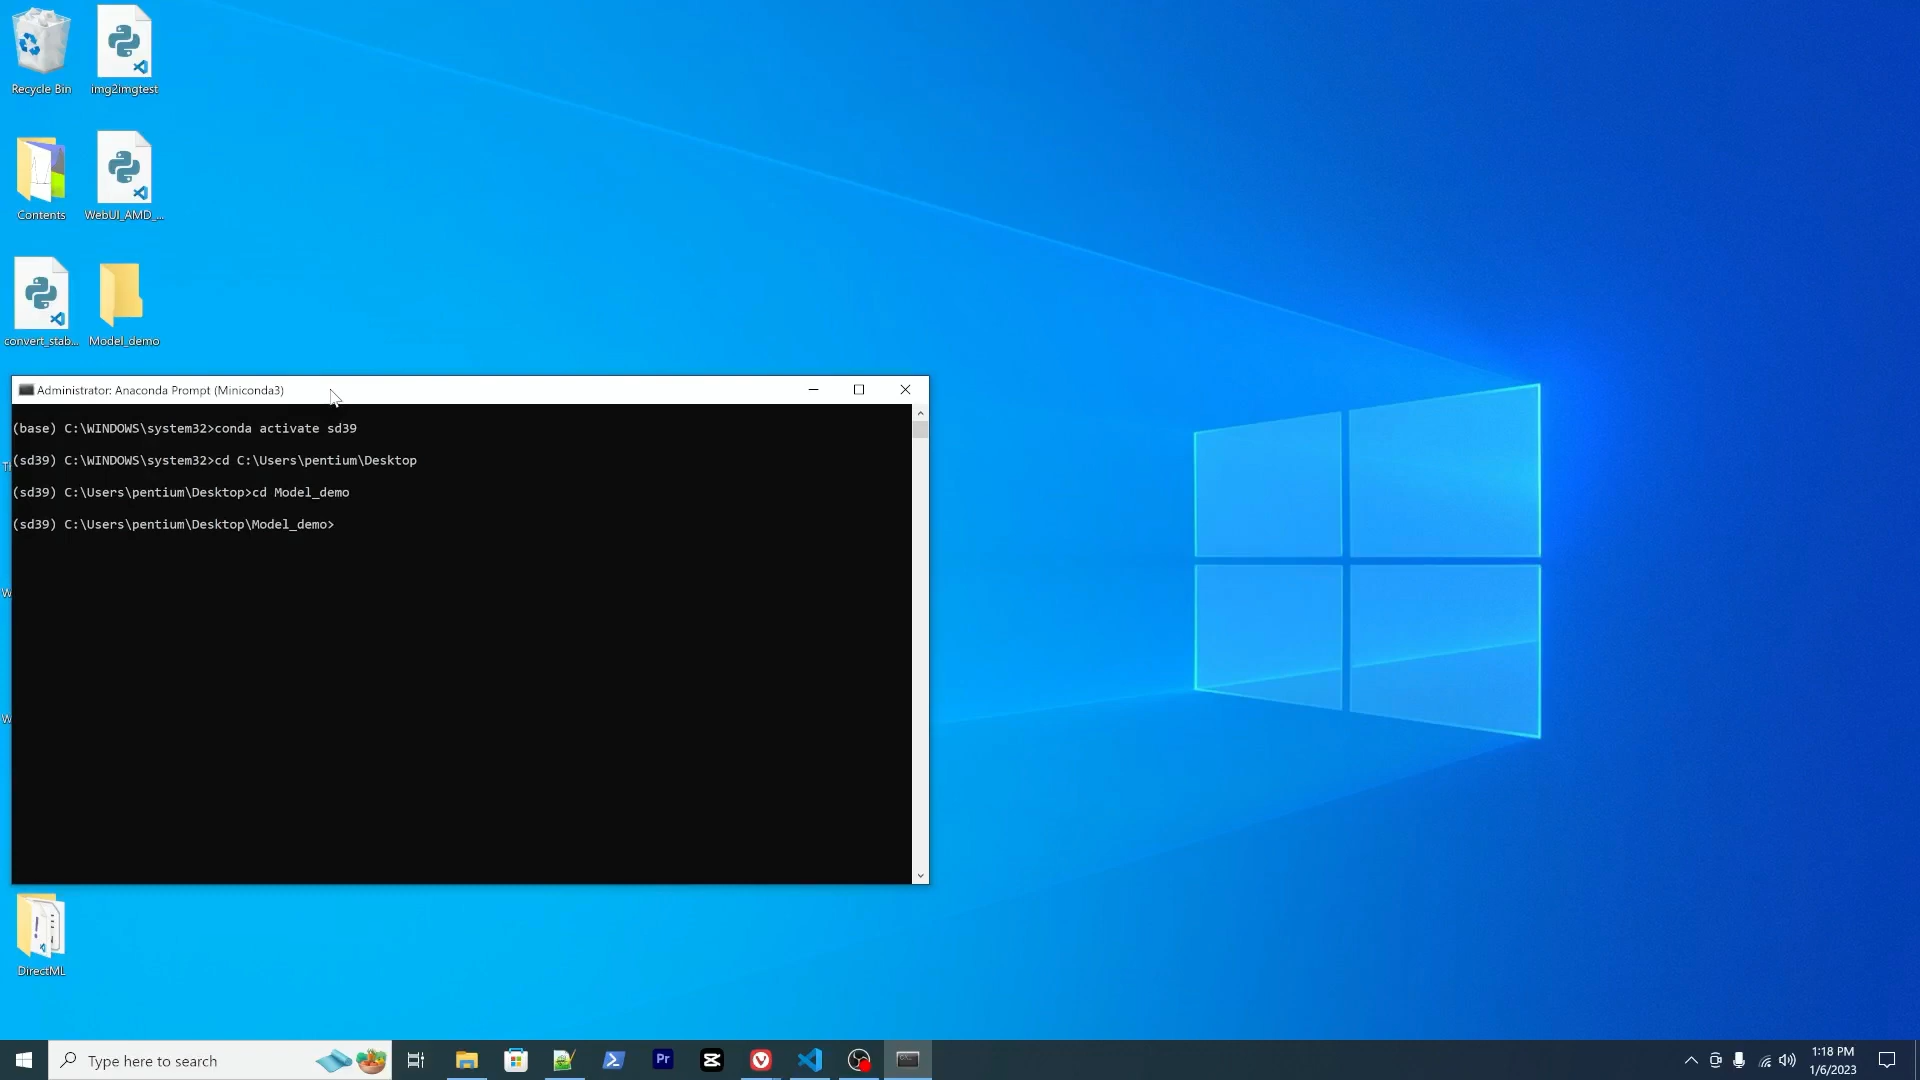 Recycle Bin
img2imgtest
Contents
WebUI_AMD_...
convert_stab...
Model_demo
Administrator: Anaconda Prompt (Miniconda3)
(base) C:\WINDOWS\system32>conda activate sd39
(sd39) C:\WINDOWS\system32>cd C:\Users\pentium\Desktop
(sd39) C:\Users\pentium\Desktop>cd Model_demo
(sd39) C:\Users\pentium\Desktop\Model_demo>
DirectML
Type here to search
Pr
1:18 PM
1/6/2023